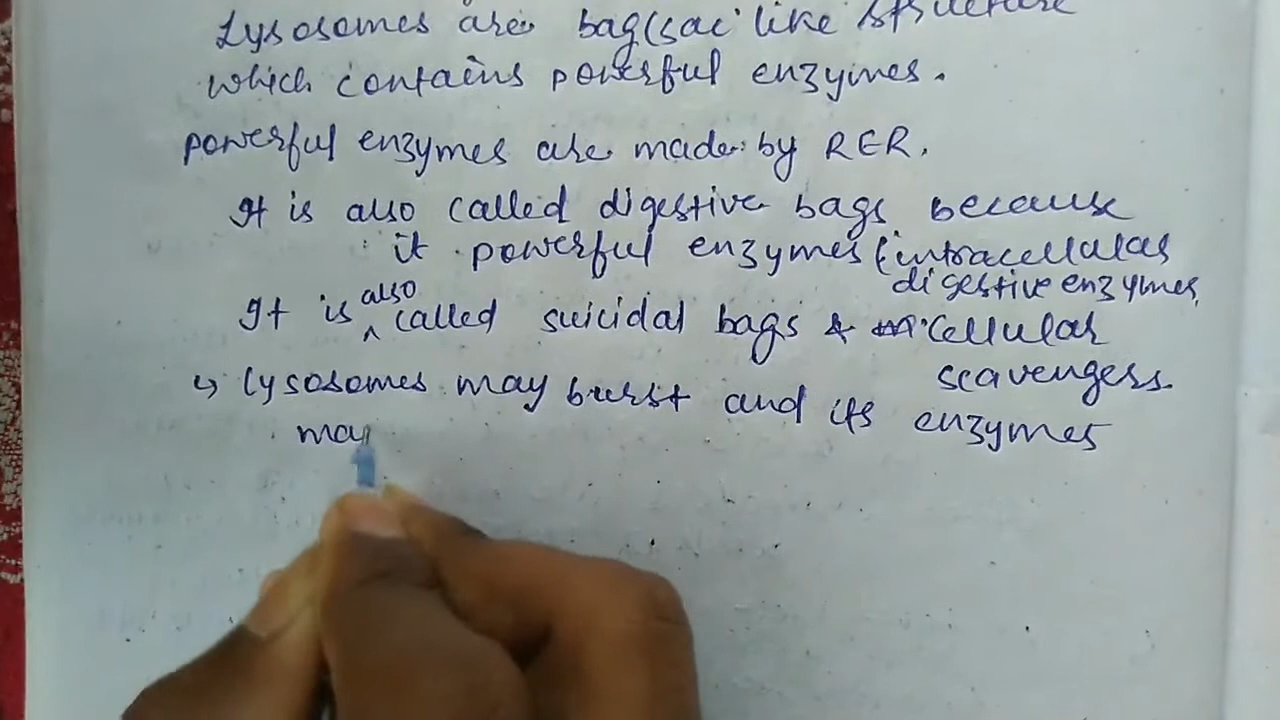 Lysosomes are bag(sac like structure
which contains powerful enzymes.
powerful enzymes are made by RER.
It is also called digestive bags because
it powerful enzymes (intracellular
digestive enzymes,
It is also called suicidal bags & cellular
scavengers.
↳ Lysosomes may burst and its enzymes
may